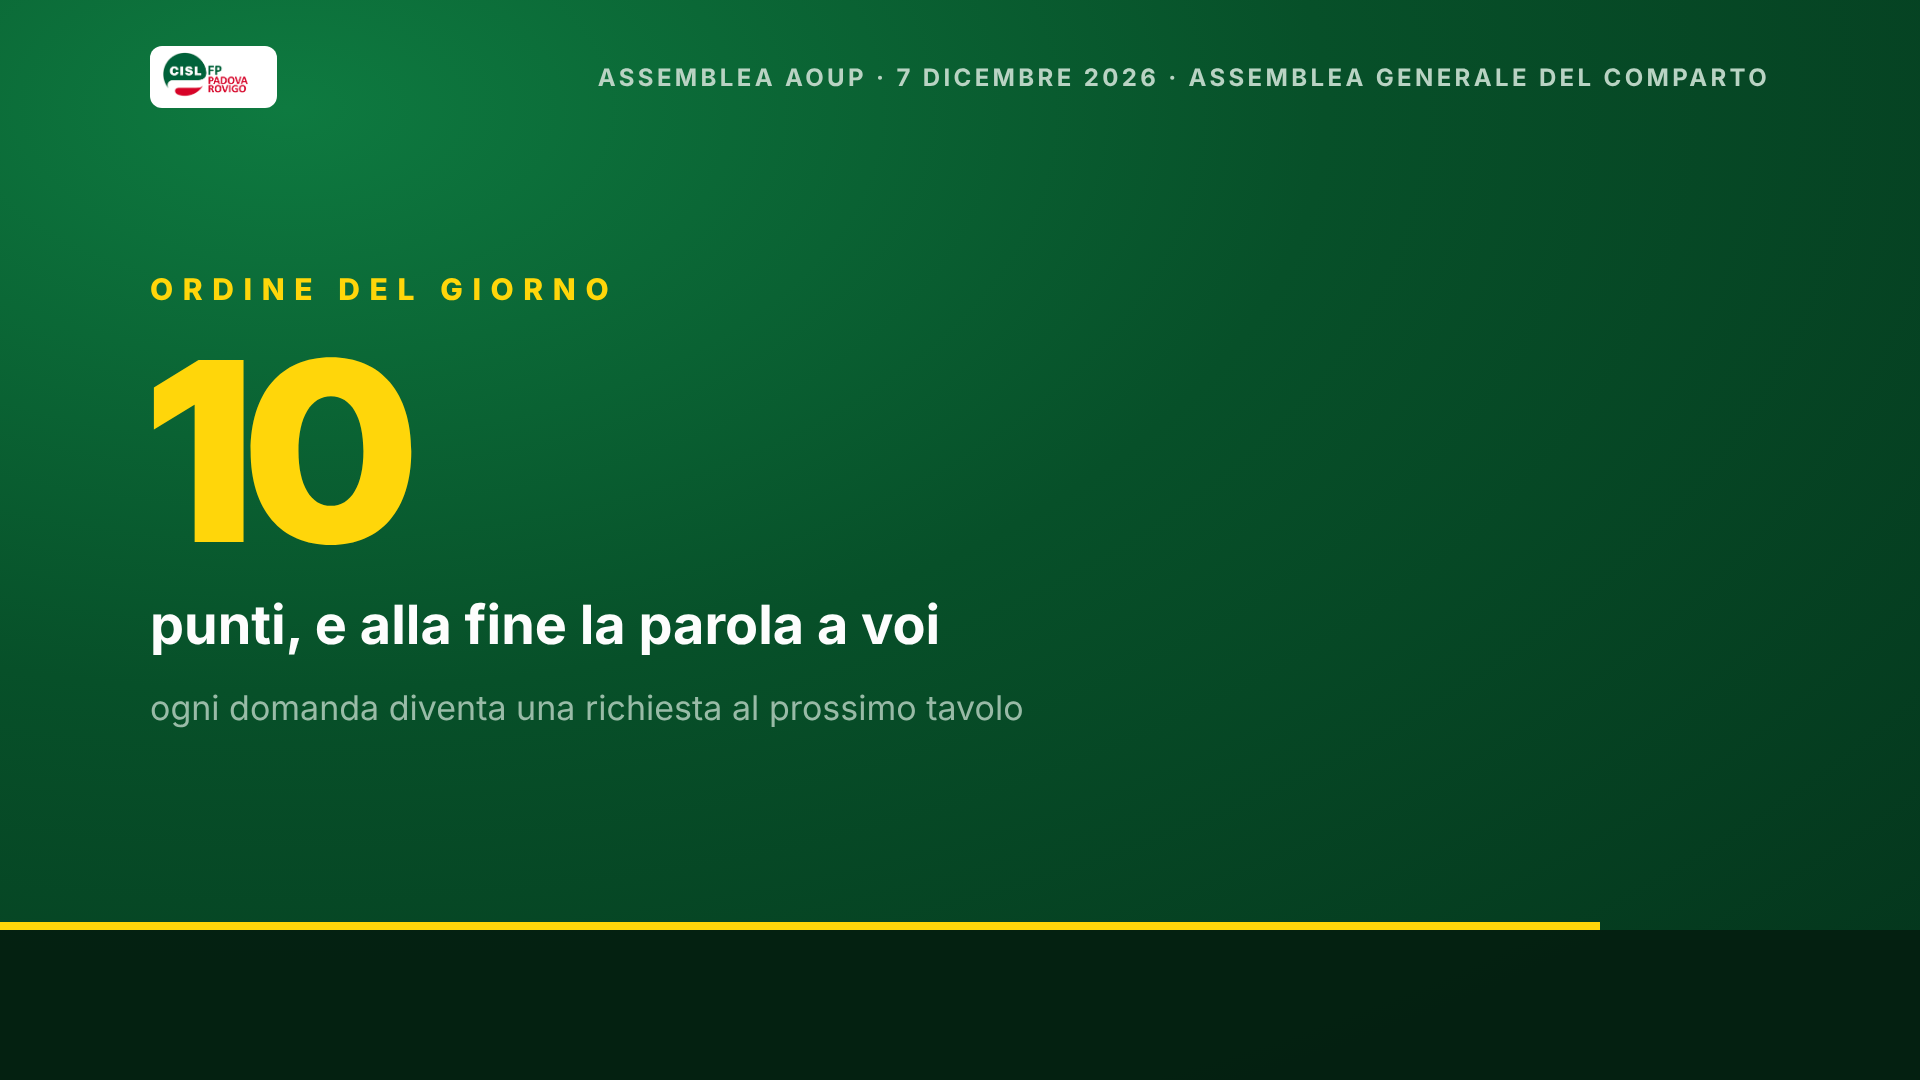 CISL FP
PADOVA
ROVIGO
ASSEMBLEA AOUP · 7 DICEMBRE 2026 · ASSEMBLEA GENERALE DEL COMPARTO
ORDINE DEL GIORNO
10
punti, e alla fine la parola a voi
ogni domanda diventa una richiesta al prossimo tavolo